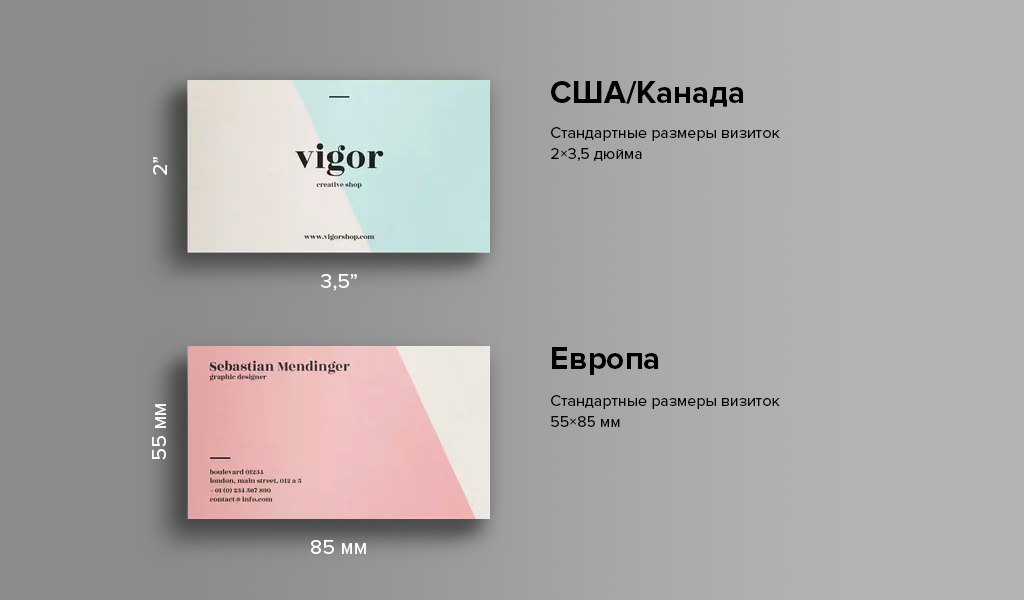 2”
vigor
creative shop
www.vigorshop.com
3,5”
США/Канада
Стандартные размеры визиток
2×3,5 дюйма
55 мм
Sebastian Mendinger
graphic designer
boulevard 01234
london, main street, 012 a 5
+ 01 (0) 234 567 890
contact@info.com
85 мм
Европа
Стандартные размеры визиток
55×85 мм